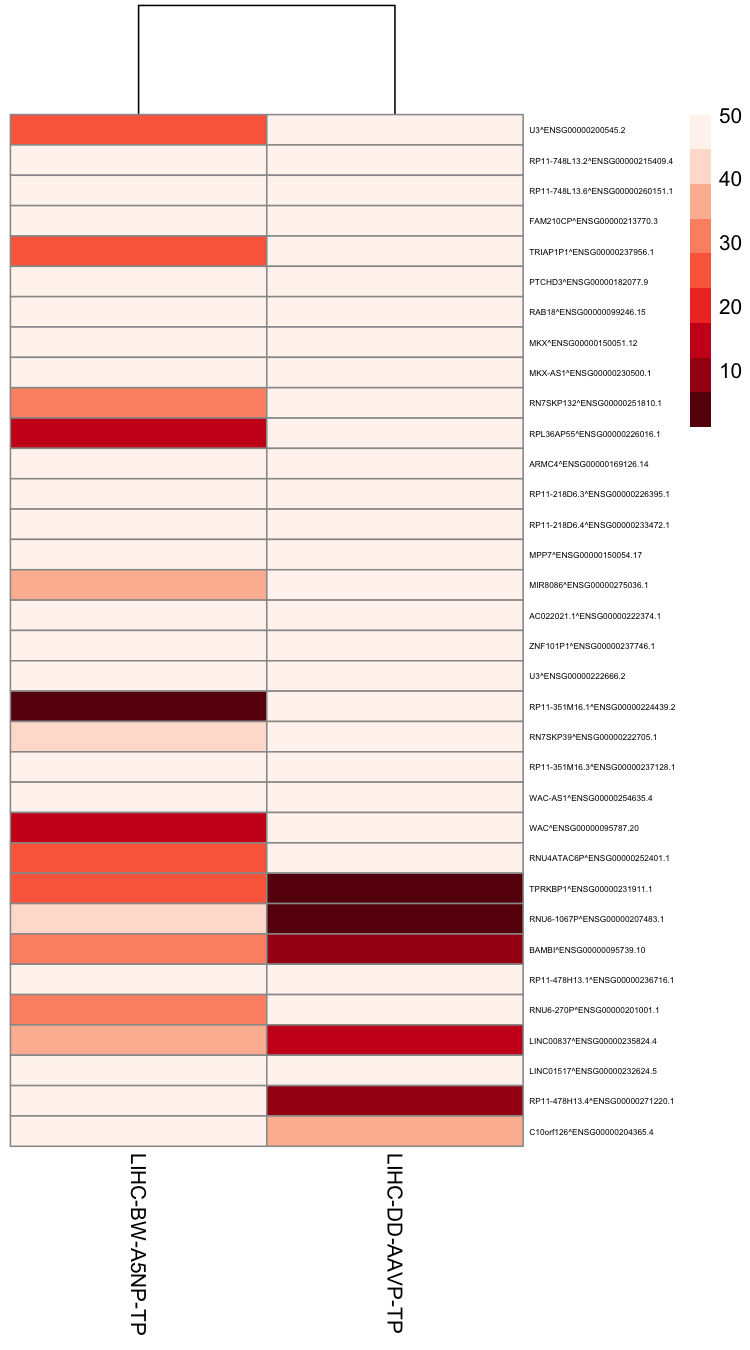 U3^ENSG00000200545.2
RP11-748L13.2^ENSG00000215409.4
RP11-748L13.6^ENSG00000260151.1
FAM210CP^ENSG00000213770.3
TRIAP1P1^ENSG00000237956.1
PTCHD3^ENSG00000182077.9
RAB18^ENSG00000099246.15
MKX^ENSG00000150051.12
MKX-AS1^ENSG00000230500.1
RN7SKP132^ENSG00000251810.1
RPL36AP55^ENSG00000226016.1
ARMC4^ENSG00000169126.14
RP11-218D6.3^ENSG00000226395.1
RP11-218D6.4^ENSG00000233472.1
MPP7^ENSG00000150054.17
MIR8086^ENSG00000275036.1
AC022021.1^ENSG00000222374.1
ZNF101P1^ENSG00000237746.1
U3^ENSG00000222666.2
RP11-351M16.1^ENSG00000224439.2
RN7SKP39^ENSG00000222705.1
RP11-351M16.3^ENSG00000237128.1
WAC-AS1^ENSG00000254635.4
WAC^ENSG00000095787.20
RNU4ATAC6P^ENSG00000252401.1
TPRKBP1^ENSG00000231911.1
RNU6-1067P^ENSG00000207483.1
BAMBI^ENSG00000095739.10
RP11-478H13.1^ENSG00000236716.1
RNU6-270P^ENSG00000201001.1
LINC00837^ENSG00000235824.4
LINC01517^ENSG00000232624.5
RP11-478H13.4^ENSG00000271220.1
C10orf126^ENSG00000204365.4
50
40
30
20
10
LIHC-BW-A5NP-TP
LIHC-DD-AAVP-TP